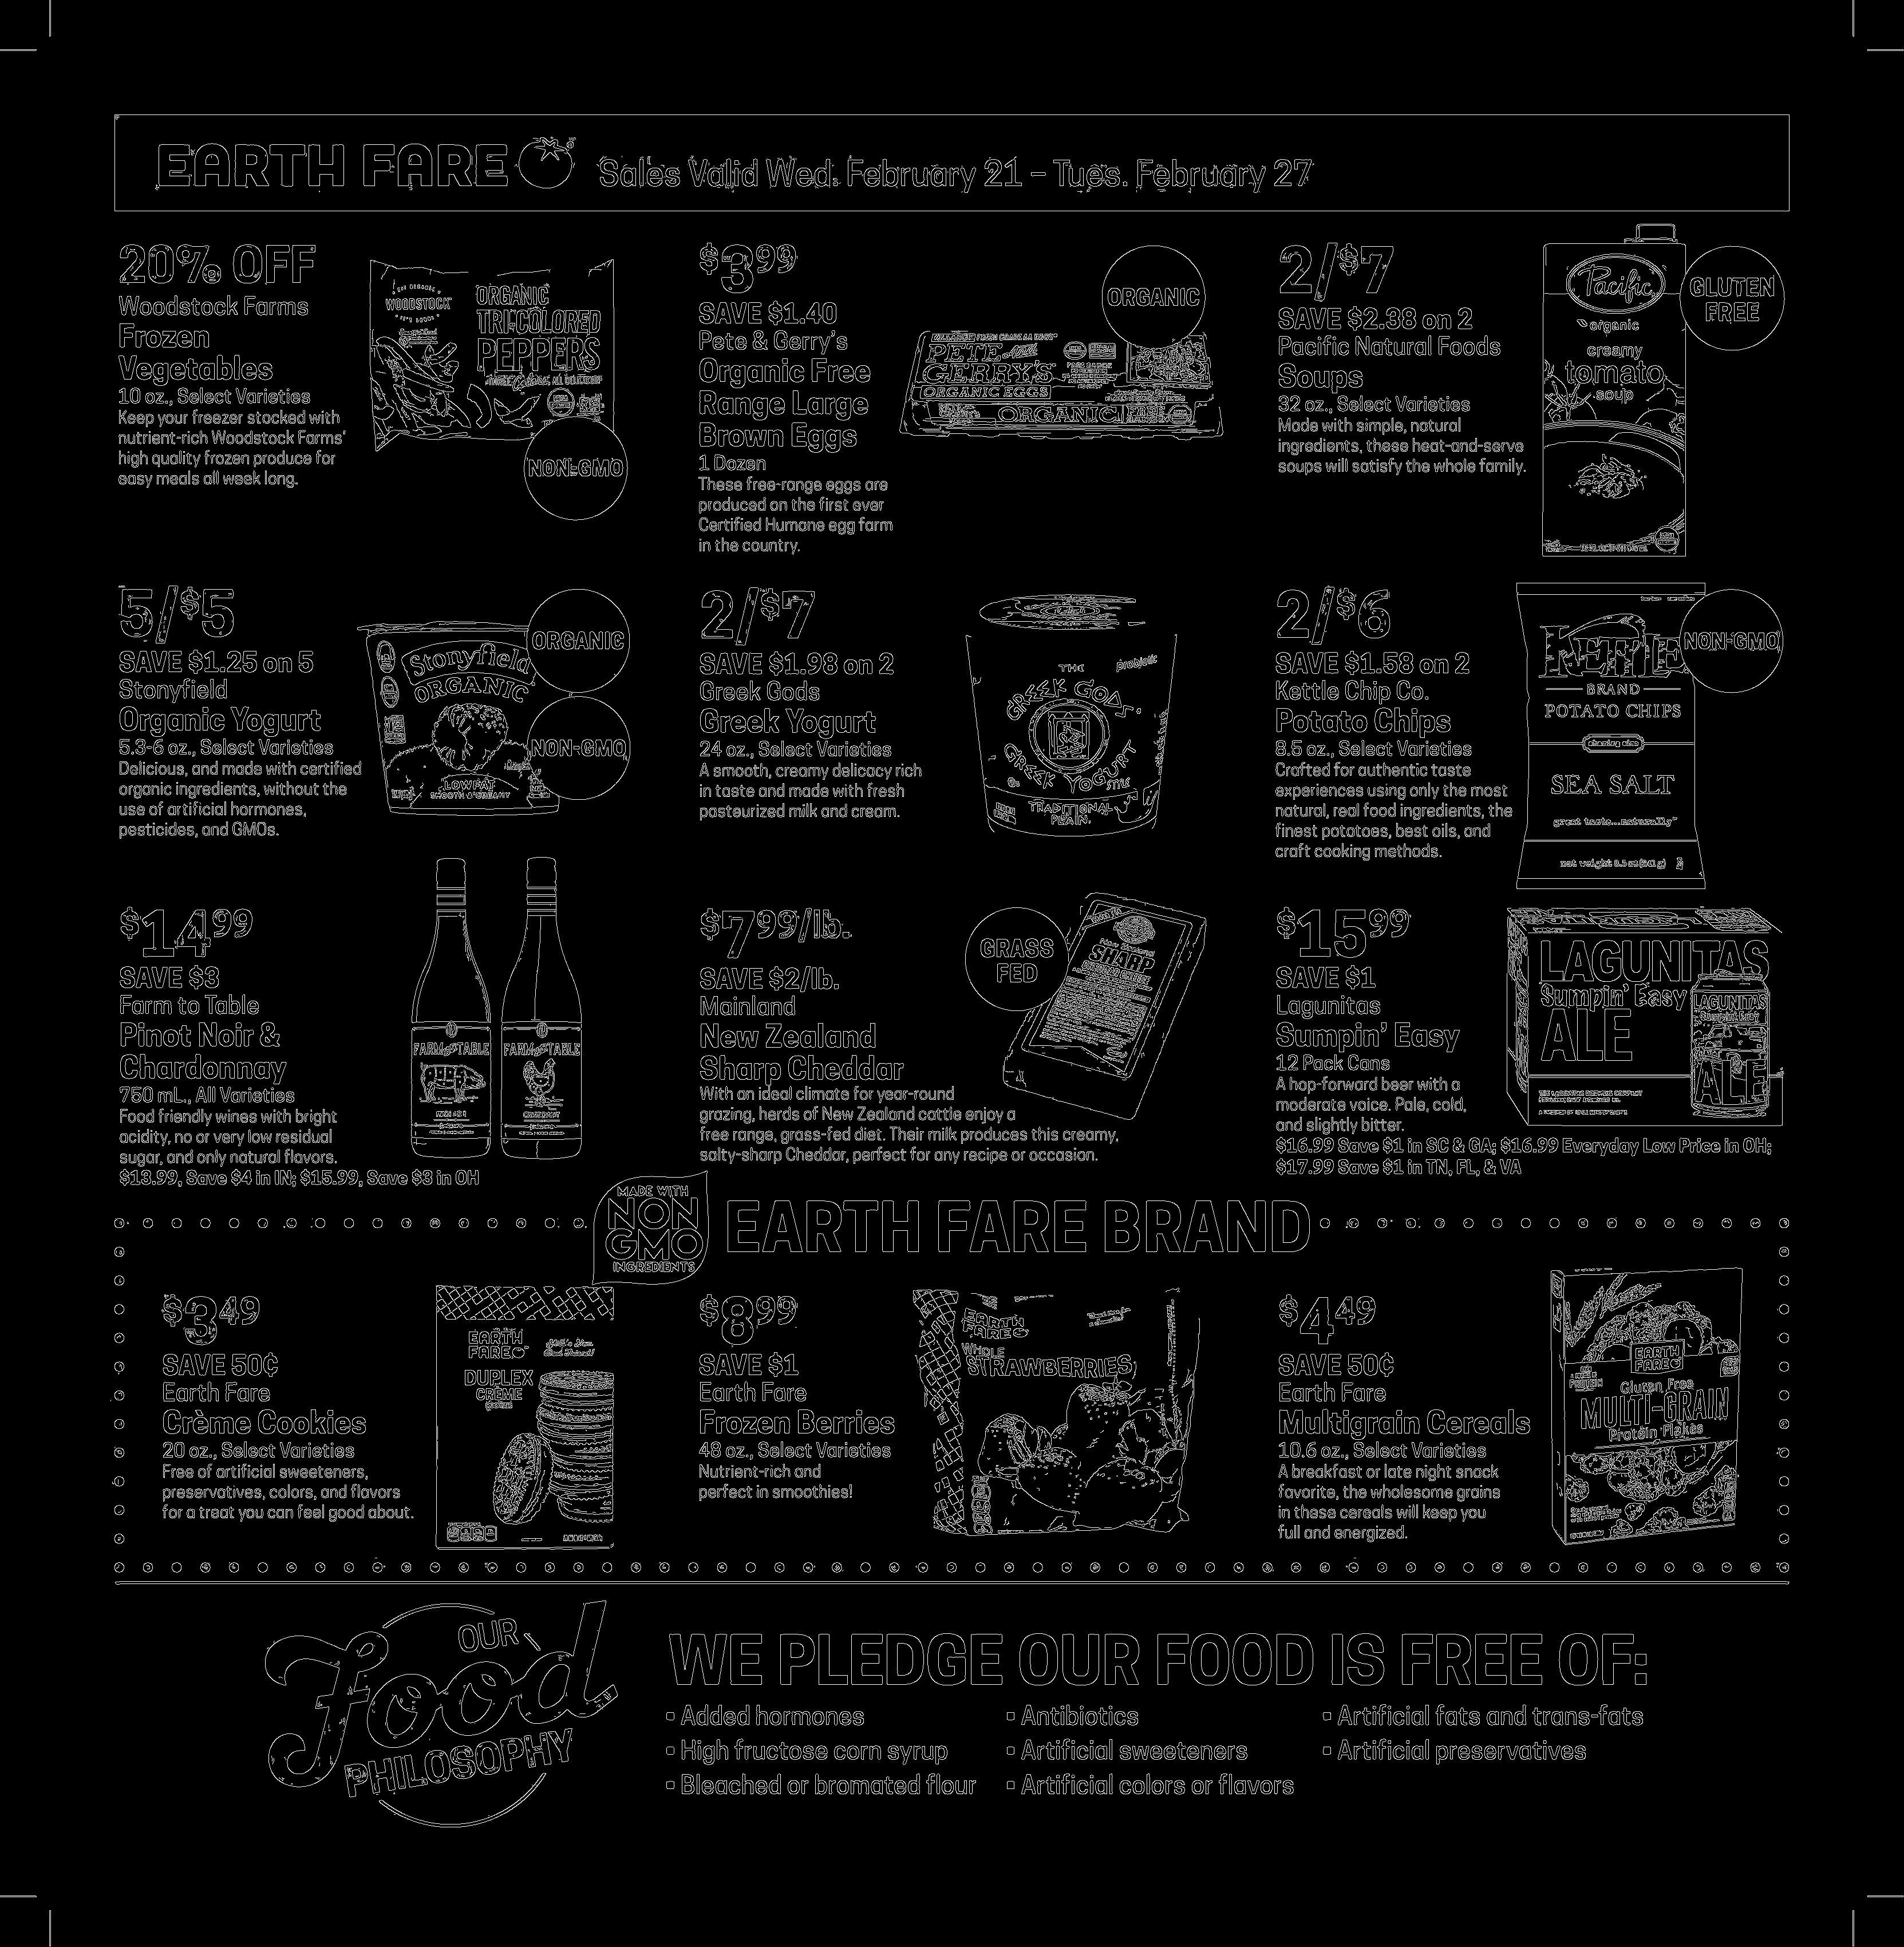 EARTH FARE Sales Valid Wed. February 21 – Tues. February 27
20% OFF
Woodstock Farms
Frozen
Vegetables
10 oz., Select Varieties
Keep your freezer stocked with
nutrient-rich Woodstock Farms'
high quality frozen produce for
easy meals all week long.
WOODSTOCK
ORGANIC
TRI-COLORED
PEPPERS
NON-GMO
$3.99
SAVE $1.40
Pete & Gerry's
Organic Free
Range Large
Brown Eggs
1 Dozen
These free-range eggs are
produced on the first ever
Certified Humane egg farm
in the country.
ORGANIC
PETE and
GERRY'S
ORGANIC EGGS
ORGANIC
2/$7
SAVE $2.38 on 2
Pacific Natural Foods
Soups
32 oz., Select Varieties
Made with simple, natural
ingredients, these heat-and-serve
soups will satisfy the whole family.
Pacific
organic
creamy
tomato
soup
GLUTEN
FREE
5/$5
SAVE $1.25 on 5
Stonyfield
Organic Yogurt
5.3-6 oz., Select Varieties
Delicious, and made with certified
organic ingredients, without the
use of artificial hormones,
pesticides, and GMOs.
Stonyfield
ORGANIC
LOWFAT
SMOOTH & CREAMY
ORGANIC
NON-GMO
2/$7
SAVE $1.98 on 2
Greek Gods
Greek Yogurt
24 oz., Select Varieties
A smooth, creamy delicacy rich
in taste and made with fresh
pasteurized milk and cream.
THE
probiotic
GREEK GODS
GREEK YOGURT
STYLE
TRADITIONAL
PLAIN
2/$6
SAVE $1.58 on 2
Kettle Chip Co.
Potato Chips
8.5 oz., Select Varieties
Crafted for authentic taste
experiences using only the most
natural, real food ingredients, the
finest potatoes, best oils, and
craft cooking methods.
KETTLE
BRAND
POTATO CHIPS
sharing size
SEA SALT
great taste...naturally™
net weight 8.5 oz (241 g)
NON-GMO
$14.99
SAVE $3
Farm to Table
Pinot Noir &
Chardonnay
750 mL., All Varieties
Food friendly wines with bright
acidity, no or very low residual
sugar, and only natural flavors.
$13.99, Save $4 in IN; $15.99, Save $3 in OH
FARM to TABLE
FARM to TABLE
$7.99/lb.
SAVE $2/lb.
Mainland
New Zealand
Sharp Cheddar
With an ideal climate for year-round
grazing, herds of New Zealand cattle enjoy a
free range, grass-fed diet. Their milk produces this creamy,
salty-sharp Cheddar, perfect for any recipe or occasion.
GRASS
FED
SHARP
$15.99
SAVE $1
Lagunitas
Sumpin' Easy
12 Pack Cans
A hop-forward beer with a
moderate voice. Pale, cold,
and slightly bitter.
$16.99 Save $1 in SC & GA; $16.99 Everyday Low Price in OH;
$17.99 Save $1 in TN, FL, & VA
LAGUNITAS
Sumpin' Easy
ALE
LAGUNITAS
ALE
MADE WITH
NON
GMO
INGREDIENTS
EARTH FARE BRAND
$3.49
SAVE 50¢
Earth Fare
Crème Cookies
20 oz., Select Varieties
Free of artificial sweeteners,
preservatives, colors, and flavors
for a treat you can feel good about.
EARTH
FARE
DUPLEX
CRÈME
$8.99
SAVE $1
Earth Fare
Frozen Berries
48 oz., Select Varieties
Nutrient-rich and
perfect in smoothies!
EARTH
FARE
WHOLE
STRAWBERRIES
$4.49
SAVE 50¢
Earth Fare
Multigrain Cereals
10.6 oz., Select Varieties
A breakfast or late night snack
favorite, the wholesome grains
in these cereals will keep you
full and energized.
EARTH
FARE
Gluten Free
MULTI-GRAIN
Protein Flakes
OUR
Food
PHILOSOPHY
WE PLEDGE OUR FOOD IS FREE OF:
• Added hormones
• High fructose corn syrup
• Bleached or bromated flour
• Antibiotics
• Artificial sweeteners
• Artificial colors or flavors
• Artificial fats and trans-fats
• Artificial preservatives